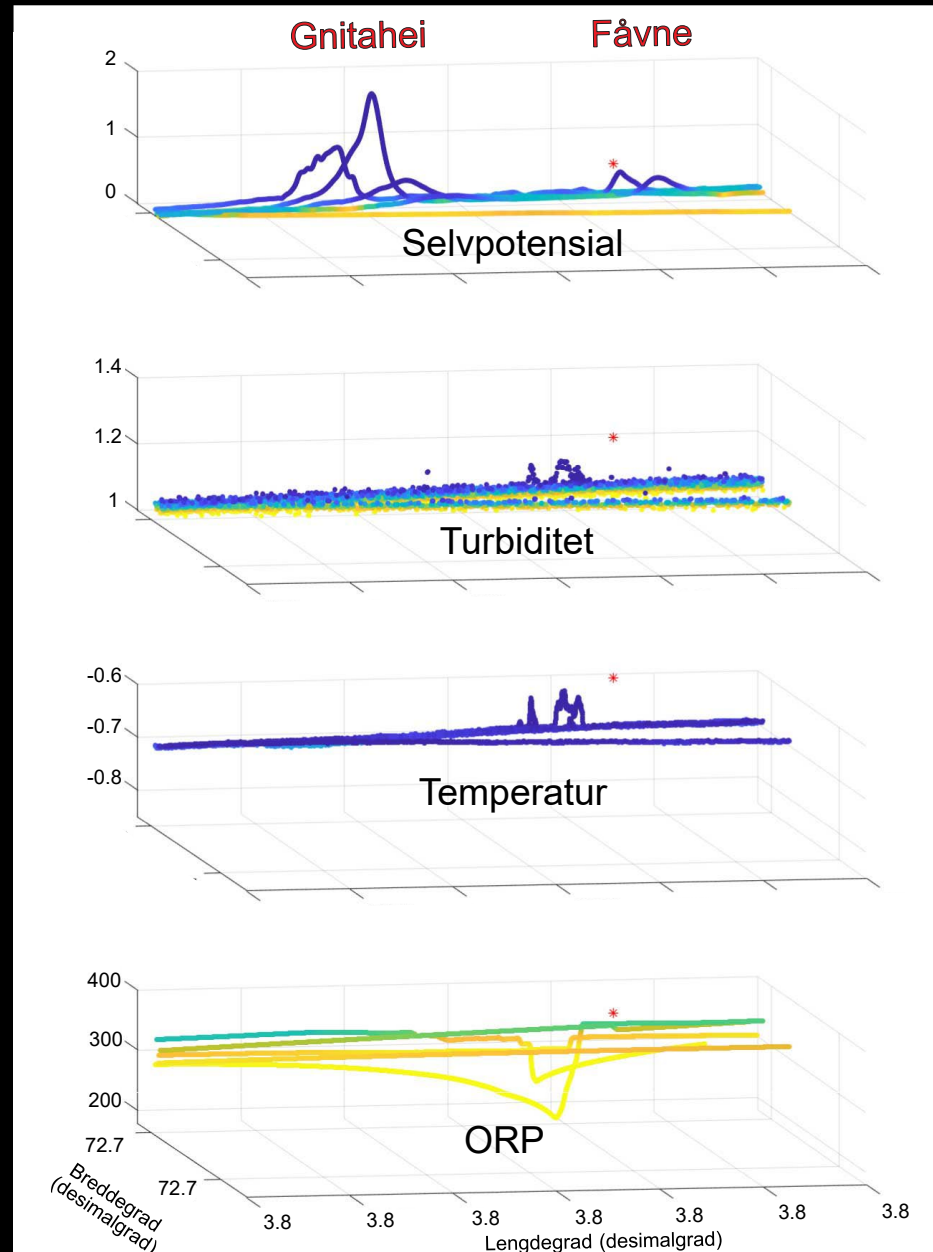 Gnitahei Fåvne
2
1
0
Selvpotensial
1.4
1.2
1
Turbiditet
-0.6
-0.7
-0.8
Temperatur
400
300
200
ORP
72.7
72.7
Breddegrad
(desimalgrad)
3.8 3.8 3.8 3.8 3.8 3.8 3.8
Lengdegrad (desimalgrad)